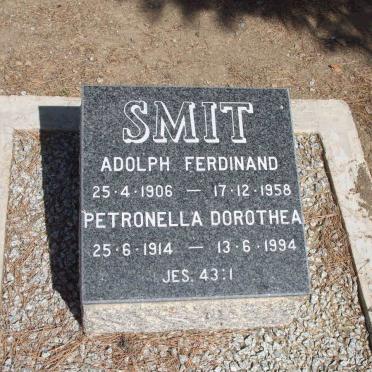 SMIT
ADOLPH FERDINAND
25·4·1906 — 17·12·1958
PETRONELLA DOROTHEA
25·6·1914 — 13·6·1994
JES. 43:1